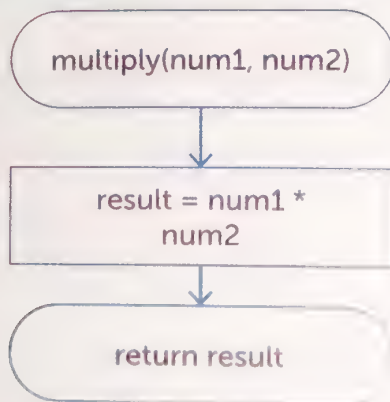 multiply(num1, num2)
result = num1 *
num2
return result